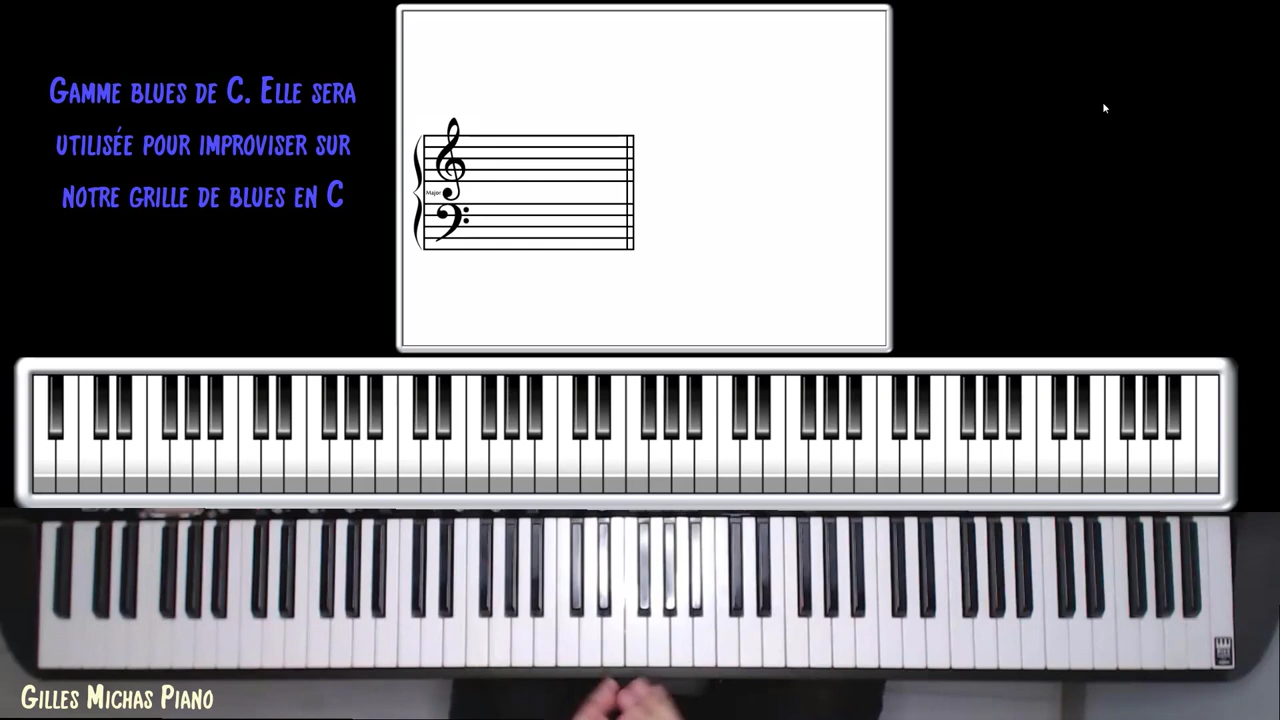 Gamme blues de C. Elle sera
utilisée pour improviser sur
notre grille de blues en C
Major
Gilles Michas Piano